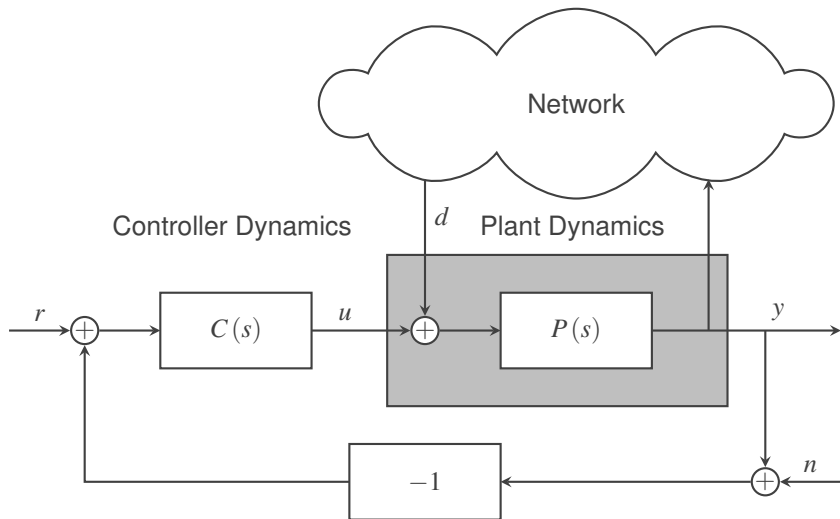 Network
d
Controller Dynamics
Plant Dynamics
r
+
C(s)
u
+
P(s)
y
−1
+
n